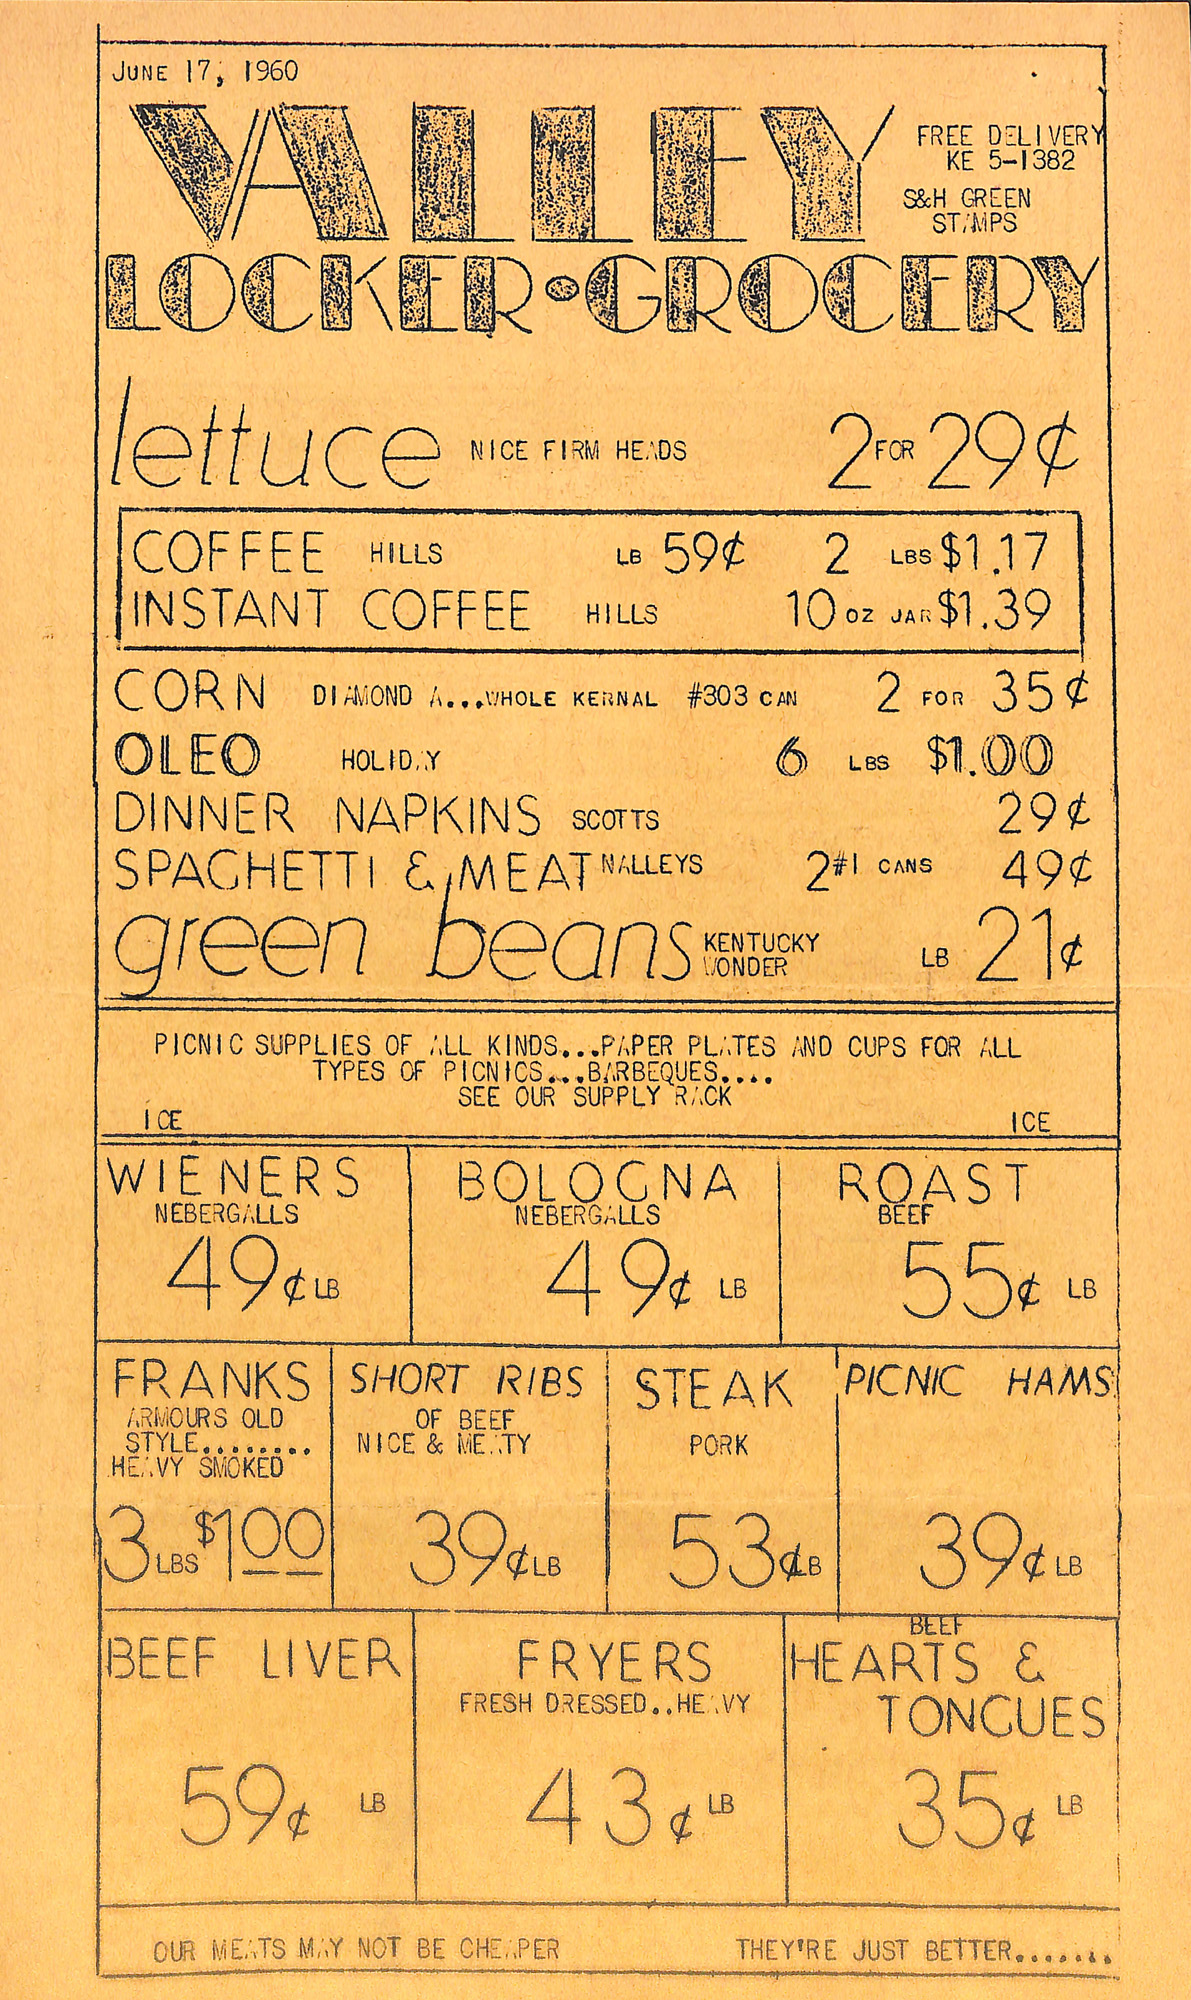 JUNE 17, 1960
VALLEY
FREE DELIVERY
KE 5-1382
S&H GREEN
STAMPS
LOCKER•GROCERY
lettuce NICE FIRM HEADS 2 FOR 29¢
COFFEE HILLS LB 59¢ 2 LBS $1.17
INSTANT COFFEE HILLS 10 OZ JAR $1.39
CORN DIAMOND A...WHOLE KERNAL #303 CAN 2 FOR 35¢
OLEO HOLIDAY 6 LBS $1.00
DINNER NAPKINS SCOTTS 29¢
SPAGHETTI & MEAT NALLEYS 2 #1 CANS 49¢
green beans KENTUCKY WONDER LB 21¢
PICNIC SUPPLIES OF ALL KINDS...PAPER PLATES AND CUPS FOR ALL
TYPES OF PICNICS...BARBEQUES....
SEE OUR SUPPLY RACK
ICE ICE
WIENERS
NEBERGALLS
49¢ LB
BOLOGNA
NEBERGALLS
49¢ LB
ROAST
BEEF
55¢ LB
FRANKS
ARMOURS OLD
STYLE........
HEAVY SMOKED
3 LBS $1.00
SHORT RIBS
OF BEEF
NICE & MEATY
39¢ LB
STEAK
PORK
53¢ LB
PICNIC HAMS
39¢ LB
BEEF LIVER
59¢ LB
FRYERS
FRESH DRESSED..HEAVY
43¢ LB
BEEF
HEARTS &
TONGUES
35¢ LB
OUR MEATS MAY NOT BE CHEAPER THEY'RE JUST BETTER.......